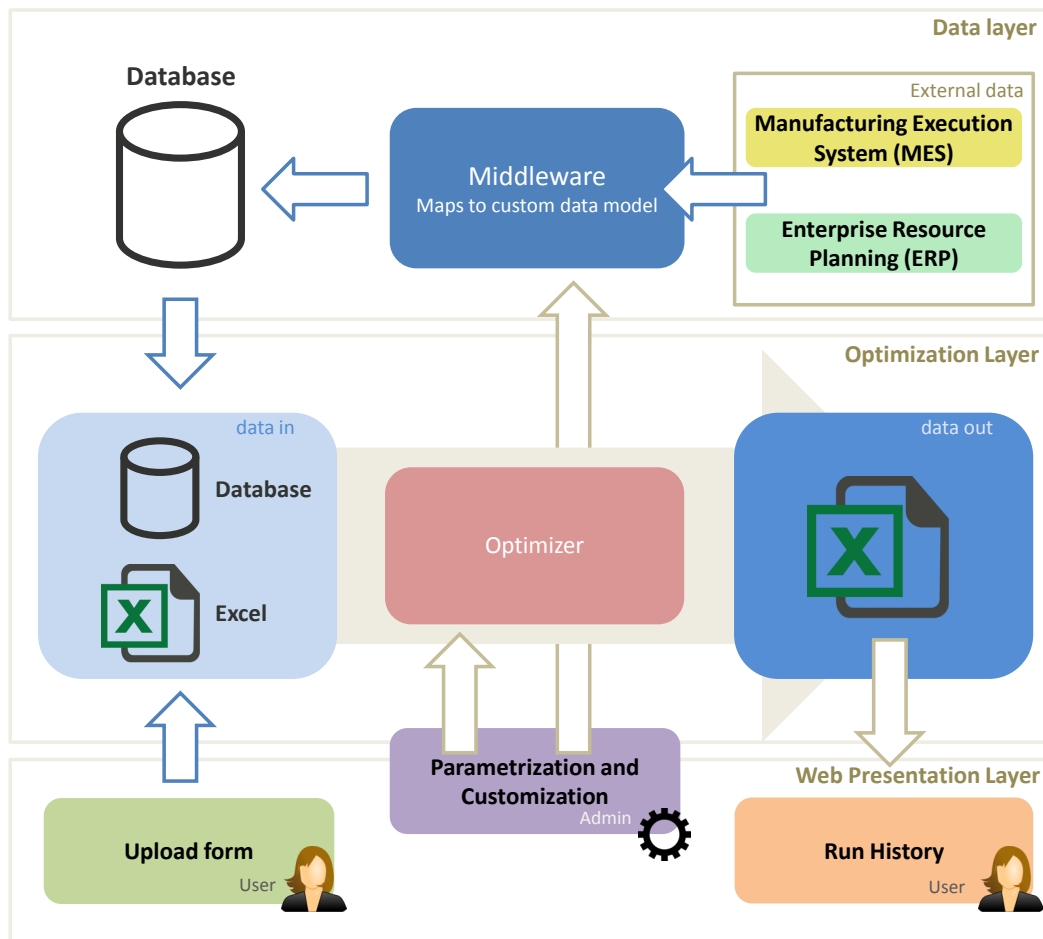 Data layer
Database
External data
Manufacturing Execution
System (MES)
Middleware
Maps to custom data model
Enterprise Resource
Planning (ERP)
Optimization Layer
data in
data out
Database
Optimizer
X
Excel
X
Parametrization and
Customization
Admin
Web Presentation Layer
Upload form
User
Run History
User